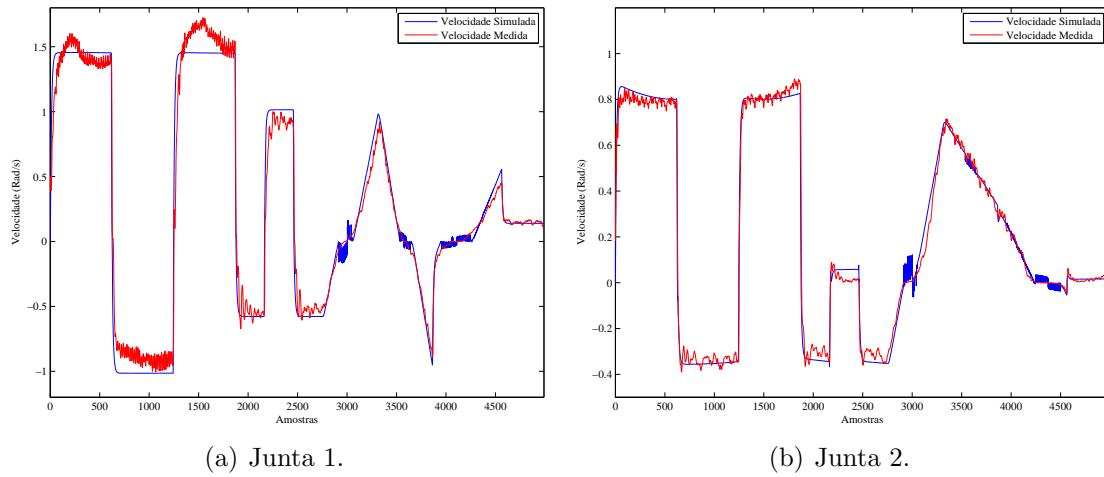 Velocidade Simulada
Velocidade Medida
Velocidade (Rad/s)
1.5
1
0.5
0
−0.5
−1
0 500 1000 1500 2000 2500 3000 3500 4000 4500
Amostras
(a) Junta 1.
Velocidade Simulada
Velocidade Medida
Velocidade (Rad/s)
1
0.8
0.6
0.4
0.2
0
−0.2
−0.4
0 500 1000 1500 2000 2500 3000 3500 4000 4500
Amostras
(b) Junta 2.